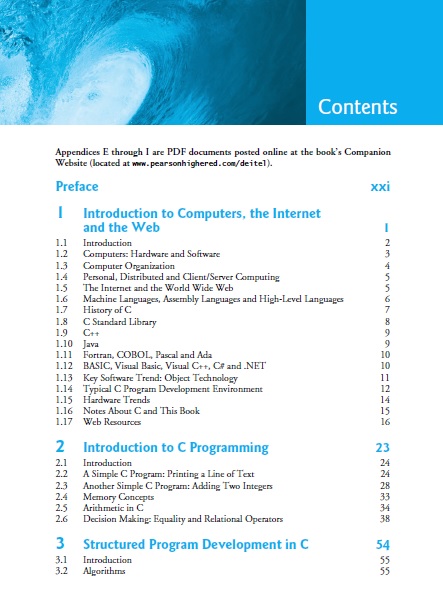 Contents
Appendices E through I are PDF documents posted online at the book's Companion
Website (located at www.pearsonhighered.com/deitel).
Preface xxi
1 Introduction to Computers, the Internet
and the Web 1
1.1 Introduction 2
1.2 Computers: Hardware and Software 3
1.3 Computer Organization 4
1.4 Personal, Distributed and Client/Server Computing 5
1.5 The Internet and the World Wide Web 5
1.6 Machine Languages, Assembly Languages and High-Level Languages 6
1.7 History of C 7
1.8 C Standard Library 8
1.9 C++ 9
1.10 Java 9
1.11 Fortran, COBOL, Pascal and Ada 10
1.12 BASIC, Visual Basic, Visual C++, C# and .NET 10
1.13 Key Software Trend: Object Technology 11
1.14 Typical C Program Development Environment 12
1.15 Hardware Trends 14
1.16 Notes About C and This Book 15
1.17 Web Resources 16
2 Introduction to C Programming 23
2.1 Introduction 24
2.2 A Simple C Program: Printing a Line of Text 24
2.3 Another Simple C Program: Adding Two Integers 28
2.4 Memory Concepts 33
2.5 Arithmetic in C 34
2.6 Decision Making: Equality and Relational Operators 38
3 Structured Program Development in C 54
3.1 Introduction 55
3.2 Algorithms 55